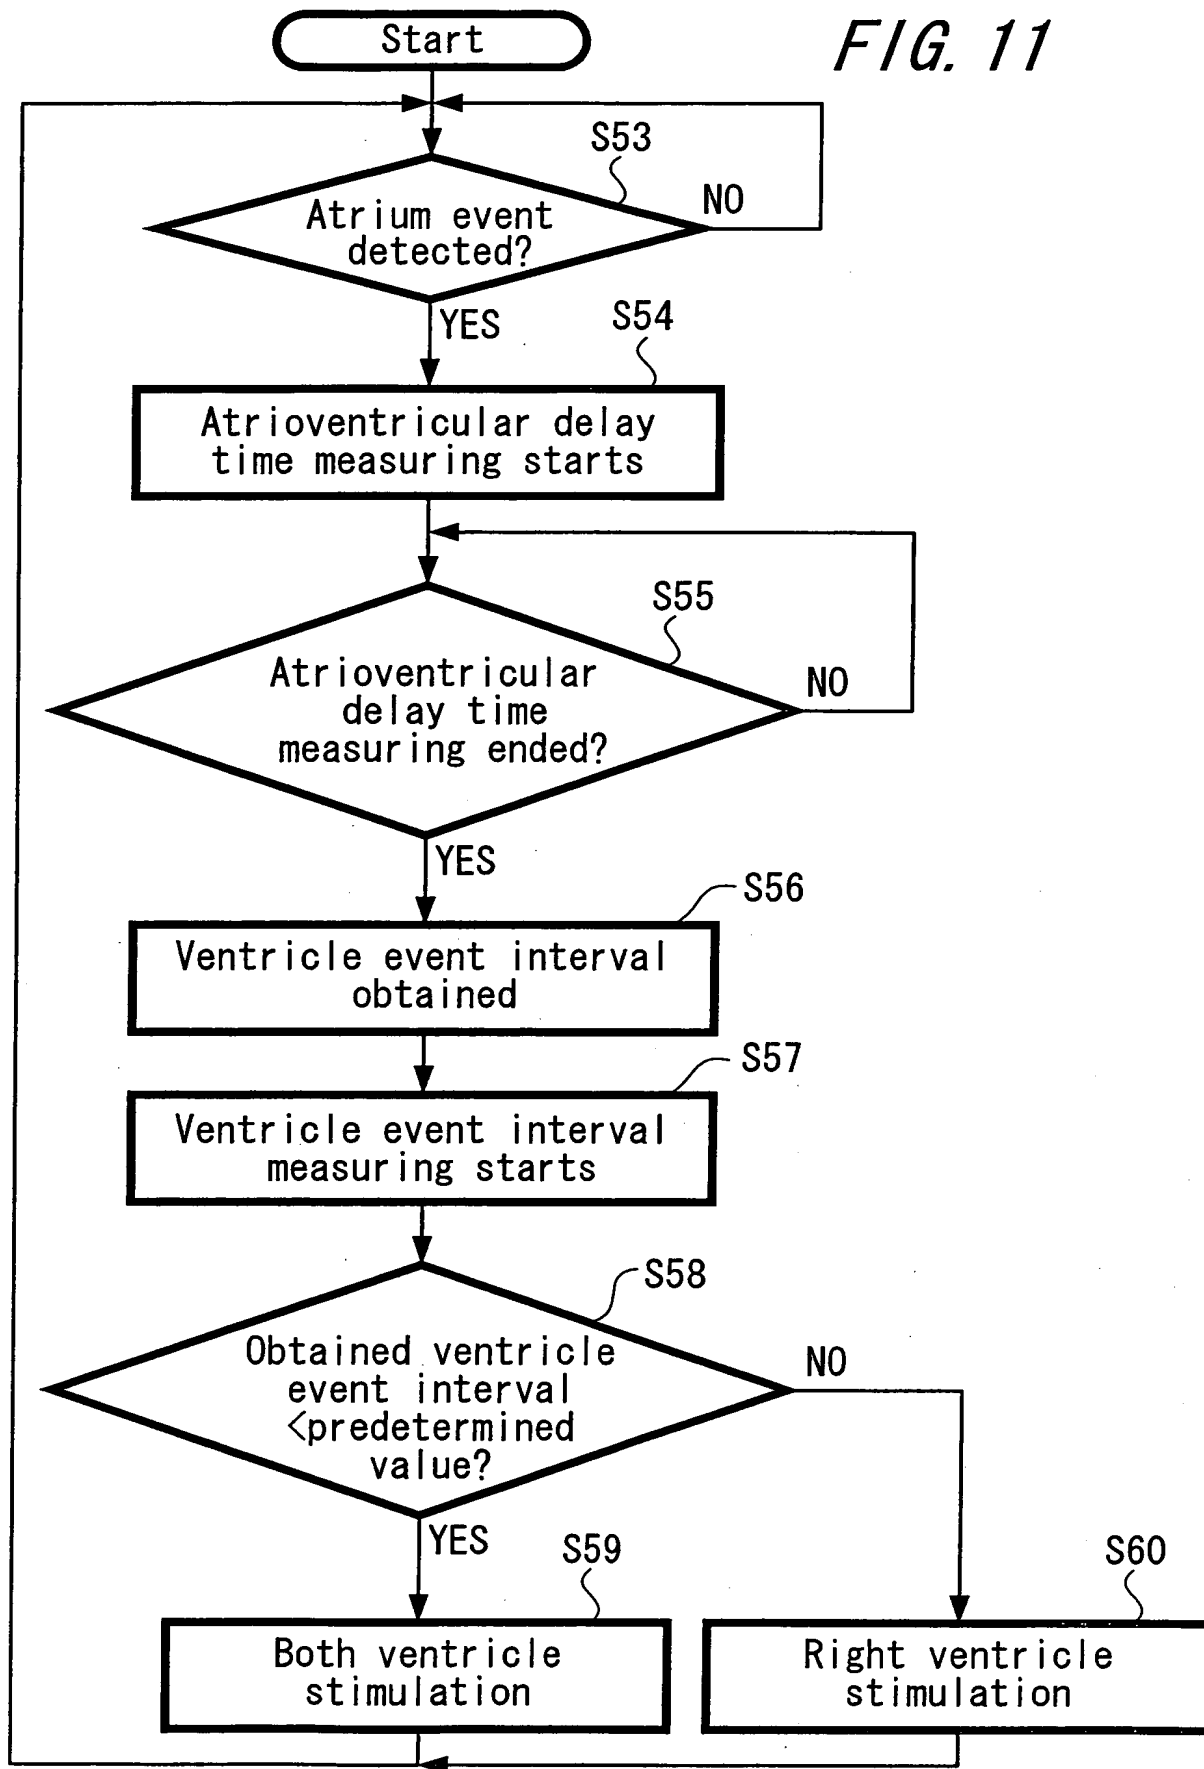 FIG. 11
Start
S53
Atrium event
detected?
NO
YES
S54
Atrioventricular delay
time measuring starts
S55
Atrioventricular
delay time
measuring ended?
NO
YES
S56
Ventricle event interval
obtained
S57
Ventricle event interval
measuring starts
S58
Obtained ventricle
event interval
<predetermined
value?
NO
YES
S59
Both ventricle
stimulation
S60
Right ventricle
stimulation